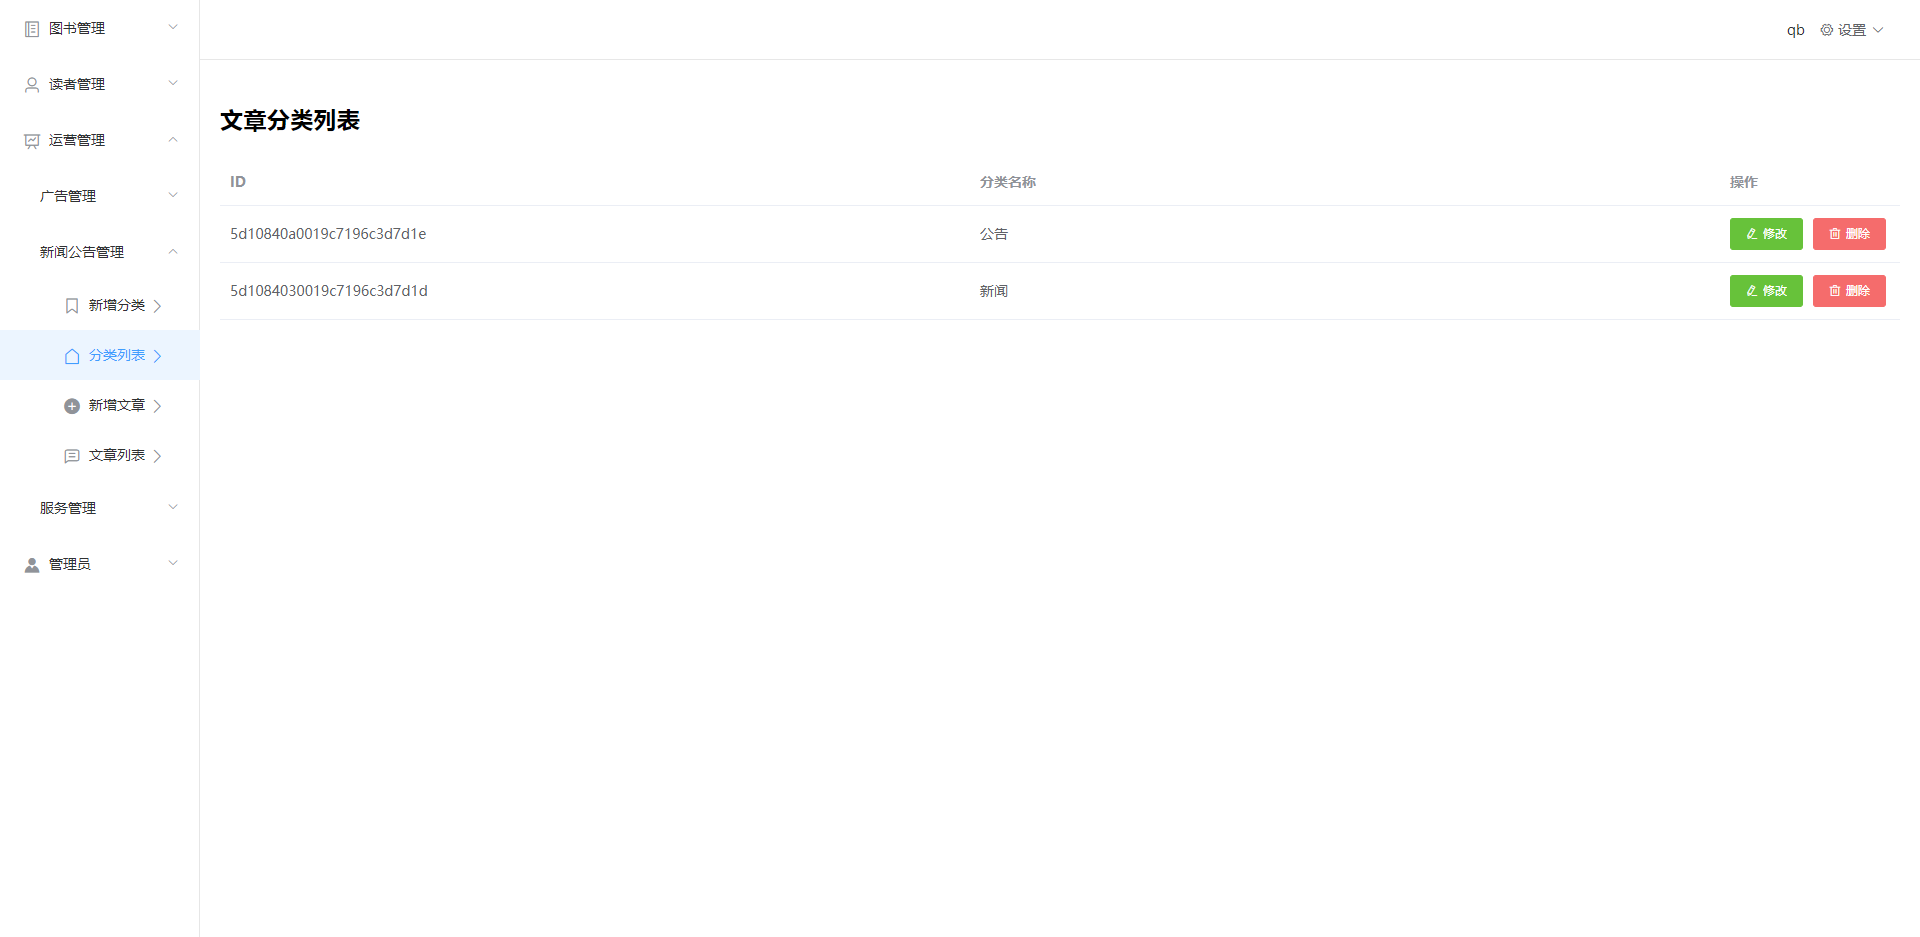 图书管理
读者管理
运营管理
广告管理
新闻公告管理
新增分类
分类列表
新增文章
文章列表
服务管理
管理员
qb 设置
文章分类列表
ID 分类名称 操作
5d10840a0019c7196c3d7d1e 公告 修改 删除
5d1084030019c7196c3d7d1d 新闻 修改 删除